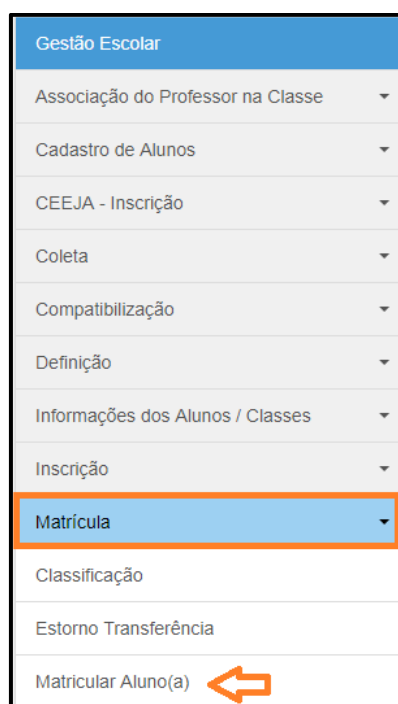 Gestão Escolar
Associação do Professor na Classe
Cadastro de Alunos
CEEJA - Inscrição
Coleta
Compatibilização
Definição
Informações dos Alunos / Classes
Inscrição
Matrícula
Classificação
Estorno Transferência
Matricular Aluno(a)